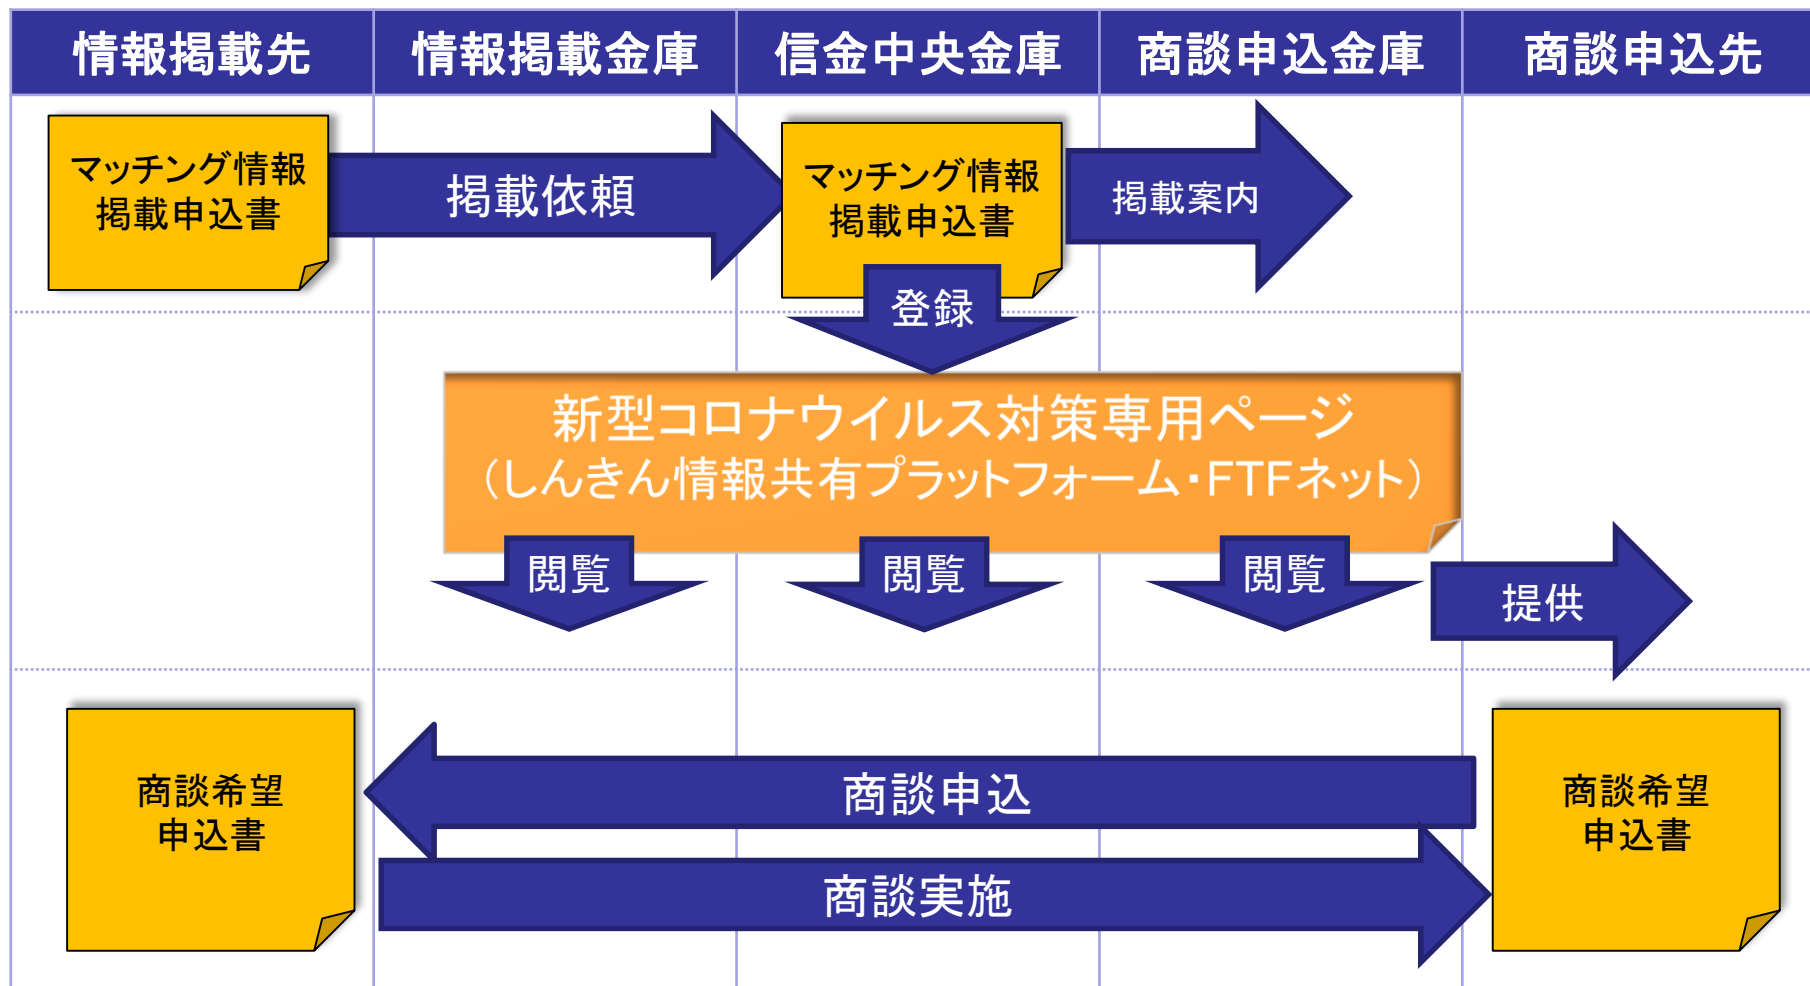 情報掲載先
情報掲載金庫
信金中央金庫
商談申込金庫
商談申込先
マッチング情報
掲載申込書
掲載依頼
マッチング情報
掲載申込書
掲載案内
登録
新型コロナウイルス対策専用ページ
（しんきん情報共有プラットフォーム・FTFネット）
閲覧
閲覧
閲覧
提供
商談希望
申込書
商談申込
商談実施
商談希望
申込書